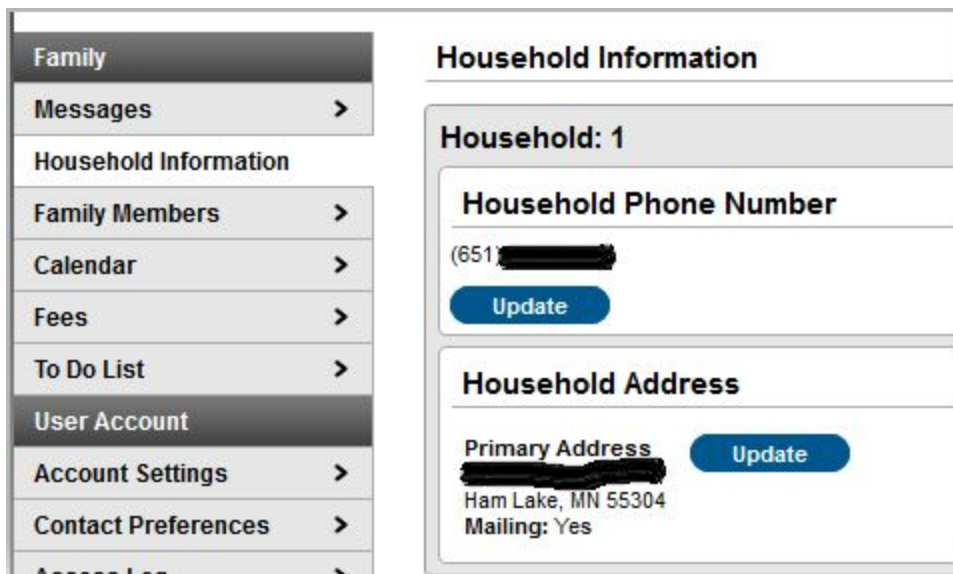 Family
Messages
Household Information
Family Members
Calendar
Fees
To Do List
User Account
Account Settings
Contact Preferences
Household Information
Household: 1
Household Phone Number
(651)
Update
Household Address
Primary Address
Update
Ham Lake, MN 55304
Mailing: Yes